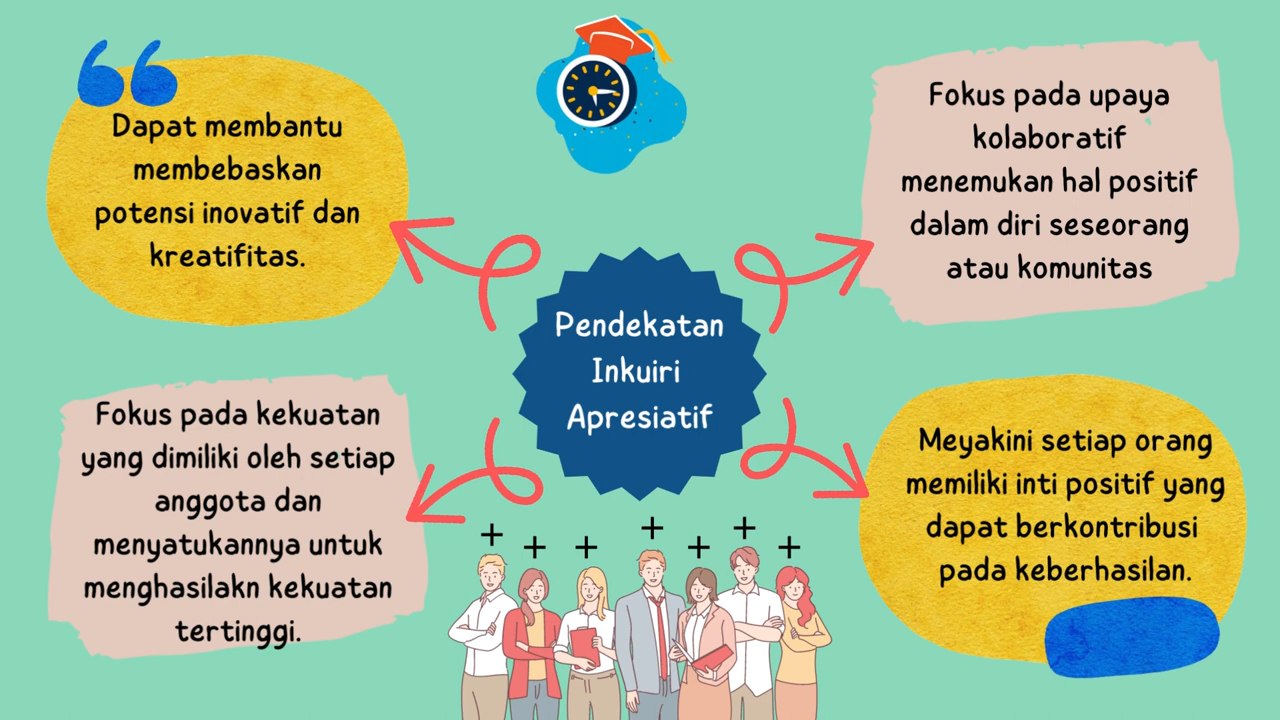 Dapat membantu
membebaskan
potensi inovatif dan
kreatifitas.
Fokus pada upaya
kolaboratif
menemukan hal positif
dalam diri seseorang
atau komunitas
Pendekatan
Inkuiri
Apresiatif
Fokus pada kekuatan
yang dimiliki oleh setiap
anggota dan
menyatukannya untuk
menghasilakn kekuatan
tertinggi.
Meyakini setiap orang
memiliki inti positif yang
dapat berkontribusi
pada keberhasilan.